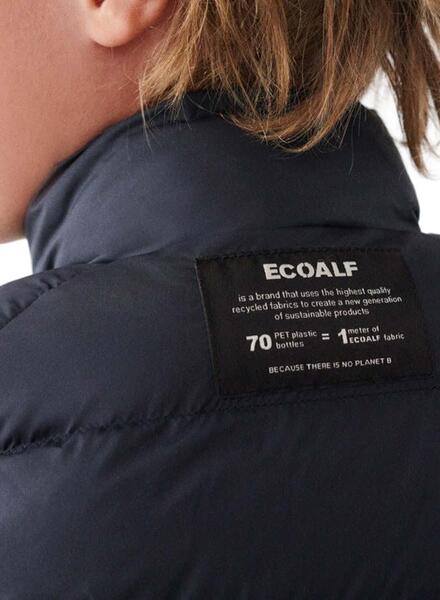 ECOALF
is a brand that uses the highest quality
recycled fabrics to create a new generation
of sustainable products
70 PET plastic bottles = 1 meter of ECOALF fabric
BECAUSE THERE IS NO PLANET B